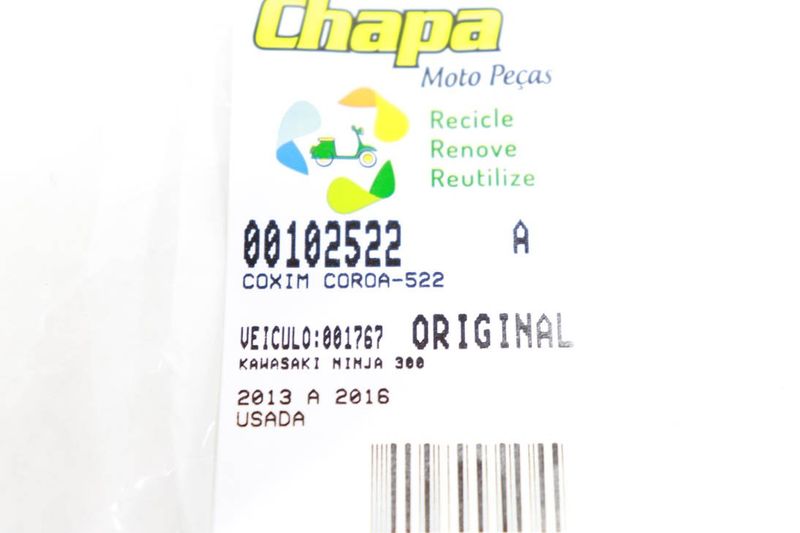 Chapa
Moto Peças
Recicle
Renove
Reutilize
00102522 A
COXIM COROA-522
VEICULO:001767 ORIGINAL
KAWASAKI NINJA 300
2013 A 2016
USADA